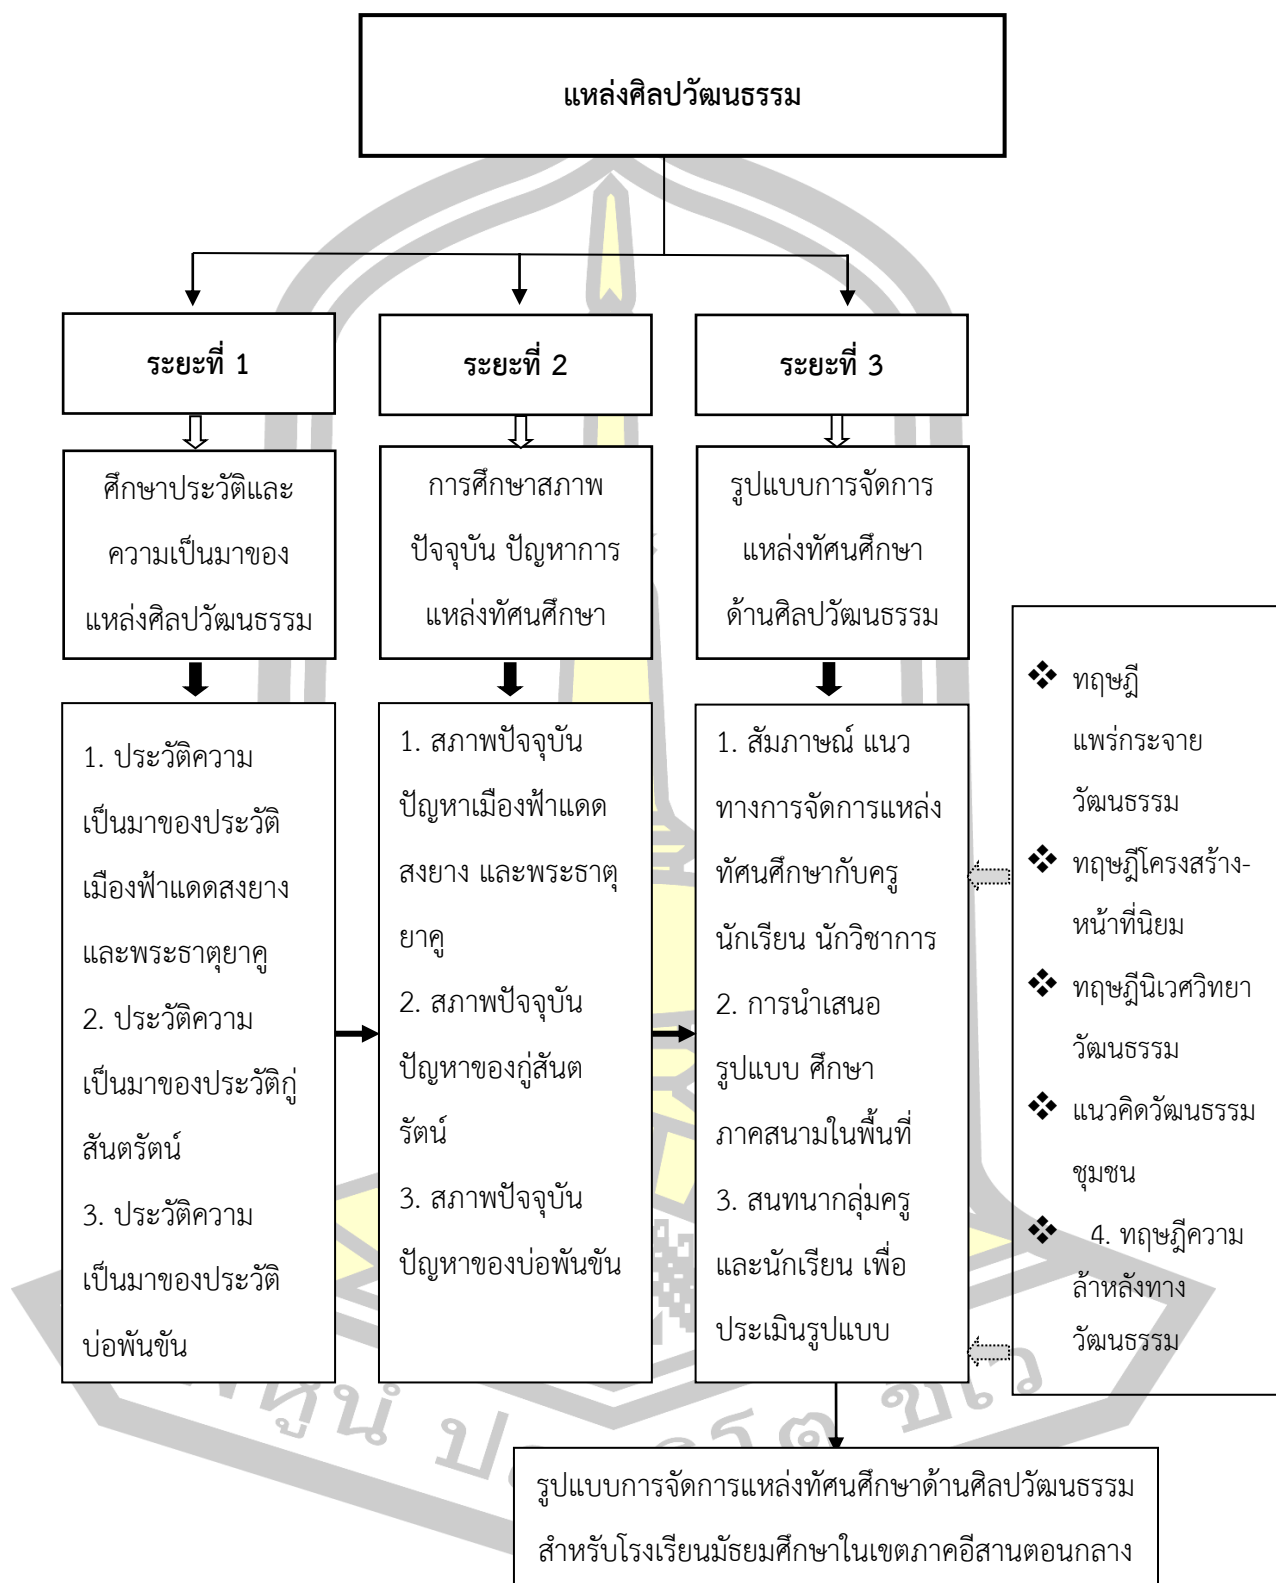 แหล่งศิลปวัฒนธรรม
ระยะที่ 1
ระยะที่ 2
ระยะที่ 3
ศึกษาประวัติและ
ความเป็นมาของ
แหล่งศิลปวัฒนธรรม
การศึกษาสภาพ
ปัจจุบัน ปัญหาการ
แหล่งทัศนศึกษา
รูปแบบการจัดการ
แหล่งทัศนศึกษา
ด้านศิลปวัฒนธรรม
1. ประวัติความ
เป็นมาของประวัติ
เมืองฟ้าแดดสงยาง
และพระธาตุยาคู
2. ประวัติความ
เป็นมาของประวัติกู่
สันตรัตน์
3. ประวัติความ
เป็นมาของประวัติ
บ่อพันขัน
1. สภาพปัจจุบัน
ปัญหาเมืองฟ้าแดด
สงยาง และพระธาตุ
ยาคู
2. สภาพปัจจุบัน
ปัญหาของกู่สันต
รัตน์
3. สภาพปัจจุบัน
ปัญหาของบ่อพันขัน
1. สัมภาษณ์ แนว
ทางการจัดการแหล่ง
ทัศนศึกษากับครู
นักเรียน นักวิชาการ
2. การนำเสนอ
รูปแบบ ศึกษา
ภาคสนามในพื้นที่
3. สนทนากลุ่มครู
และนักเรียน เพื่อ
ประเมินรูปแบบ
❖ ทฤษฎี
แพร่กระจาย
วัฒนธรรม
❖ ทฤษฎีโครงสร้าง-
หน้าที่นิยม
❖ ทฤษฎีนิเวศวิทยา
วัฒนธรรม
❖ แนวคิดวัฒนธรรม
ชุมชน
❖ 4. ทฤษฎีความ
ล้าหลังทาง
วัฒนธรรม
รูปแบบการจัดการแหล่งทัศนศึกษาด้านศิลปวัฒนธรรม
สำหรับโรงเรียนมัธยมศึกษาในเขตภาคอีสานตอนกลาง